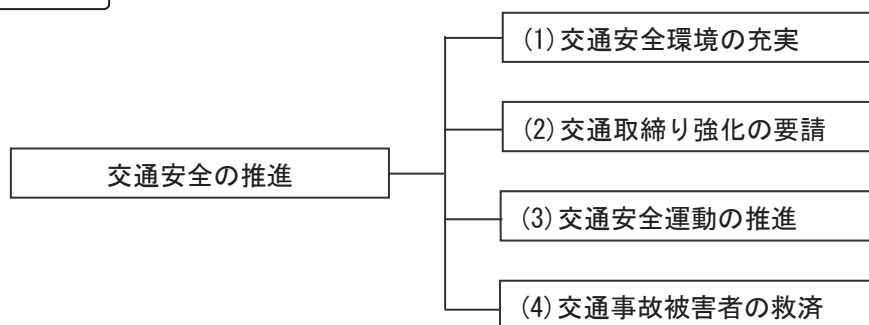 交通安全の推進
(1)交通安全環境の充実
(2)交通取締り強化の要請
(3)交通安全運動の推進
(4)交通事故被害者の救済